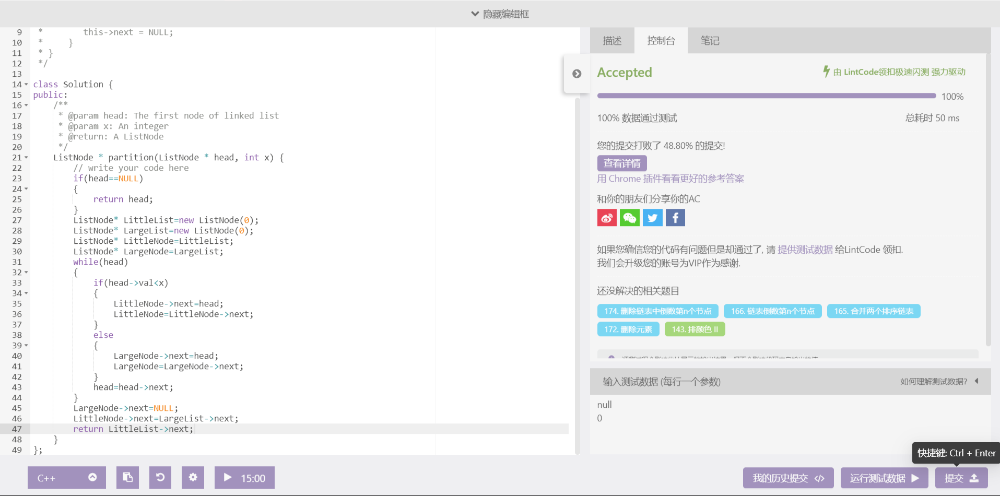 隐藏编辑框
9 *        this->next = NULL;
10 *     }
11 * }
12 */
13
14 class Solution {
15 public:
16     /**
17      * @param head: The first node of linked list
18      * @param x: An integer
19      * @return: A ListNode
20      */
21     ListNode * partition(ListNode * head, int x) {
22         // write your code here
23         if(head==NULL)
24         {
25             return head;
26         }
27         ListNode* LittleList=new ListNode(0);
28         ListNode* LargeList=new ListNode(0);
29         ListNode* LittleNode=LittleList;
30         ListNode* LargeNode=LargeList;
31         while(head)
32         {
33             if(head->val<x)
34             {
35                 LittleNode->next=head;
36                 LittleNode=LittleNode->next;
37             }
38             else
39             {
40                 LargeNode->next=head;
41                 LargeNode=LargeNode->next;
42             }
43             head=head->next;
44         }
45         LargeNode->next=NULL;
46         LittleNode->next=LargeList->next;
47         return LittleList->next;
48     }
49 };
C++
15:00
描述 控制台 笔记
Accepted
由 LintCode领扣极速闪测 强力驱动
100%
100% 数据通过测试
总耗时 50 ms
您的提交打败了 48.80% 的提交!
查看详情
用 Chrome 插件看看更好的参考答案
和你的朋友们分享你的AC
如果您确信您的代码有问题但是却通过了, 请 提供测试数据 给LintCode 领扣.
我们会升级您的账号为VIP作为感谢.
还没解决的相关题目
174. 删除链表中倒数第n个节点 166. 链表倒数第n个节点 165. 合并两个排序链表
172. 删除元素 143. 排颜色 II
输入测试数据 (每行一个参数)
如何理解测试数据?
null
0
快捷键: Ctrl + Enter
我的历史提交 </>
运行测试数据
提交